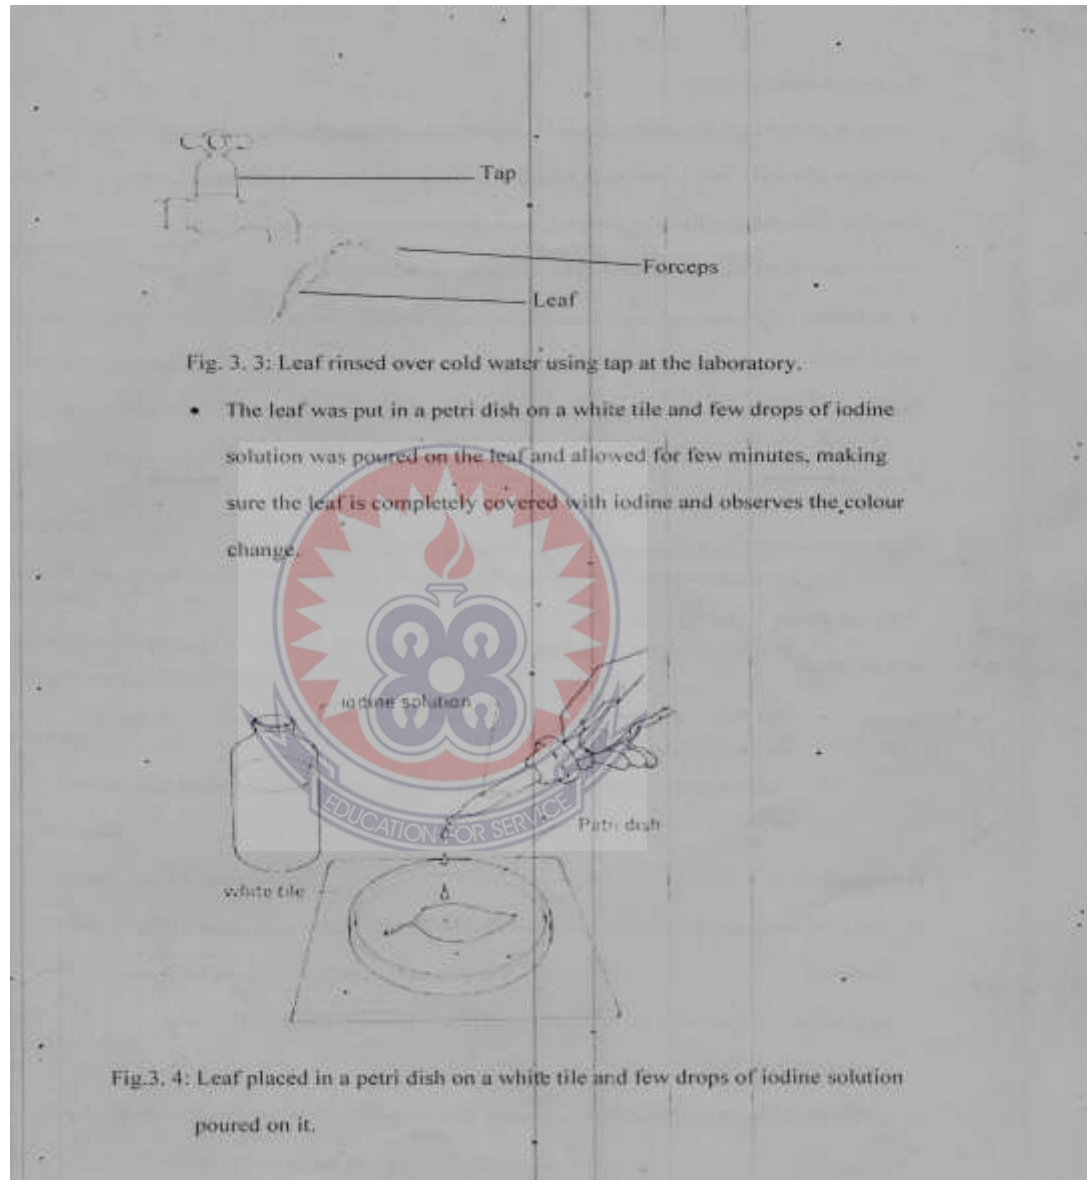 Tap
Forceps
Leaf
Fig. 3. 3: Leaf rinsed over cold water using tap at the laboratory.
• The leaf was put in a petri dish on a white tile and few drops of iodine
solution was poured on the leaf and allowed for few minutes, making
sure the leaf is completely covered with iodine and observes the colour
change.
iodine solution
EDUCATION FOR SERVICE
Petri dish
white tile
Fig.3. 4: Leaf placed in a petri dish on a white tile and few drops of iodine solution
poured on it.